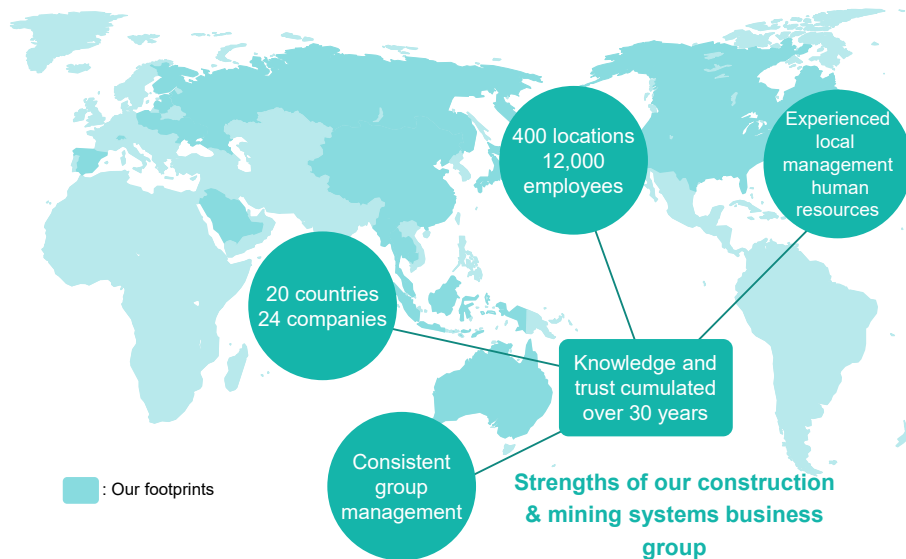 400 locations
12,000
employees
Experienced
local
management
human
resources
20 countries
24 companies
Knowledge and
trust cumulated
over 30 years
Consistent
group
management
: Our footprints
Strengths of our construction
& mining systems business
group